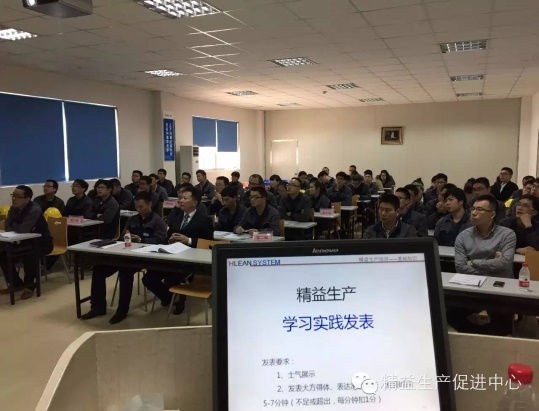 lenovo
HLEAN SYSTEM
精益生产
学习实践发表
发表要求：
1、士气展示
2、发表大方得体、表达
5-7分钟（不足或超出，每分钟扣1分）
精益生产促进中心